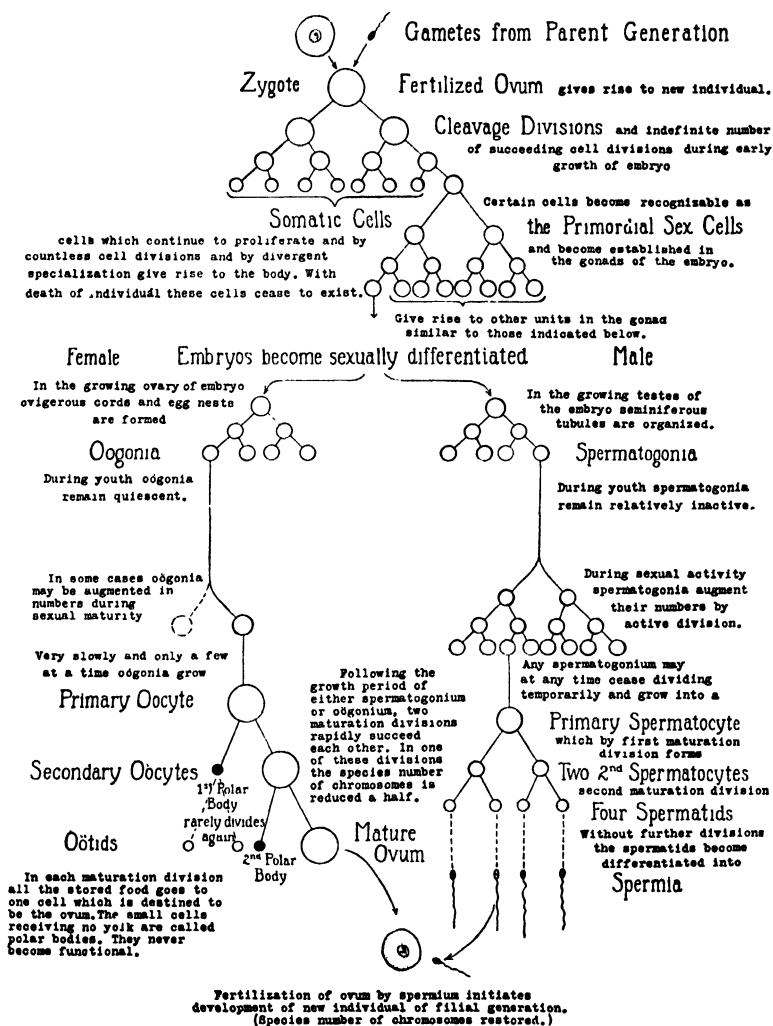 Gametes from Parent Generation
Zygote
Fertilized Ovum gives rise to new individual.
Cleavage Divisions and indefinite number
of succeeding cell divisions during early
growth of embryo
Somatic Cells
cells which continue to proliferate and by
countless cell divisions and by divergent
specialization give rise to the body. With
death of individual these cells cease to exist.
Certain cells become recognizable as
the Primordial Sex Cells
and become established in
the gonads of the embryo.
Give rise to other units in the gonad
similar to those indicated below.
Female
Embryos become sexually differentiated
Male
In the growing ovary of embryo
ovigerous cords and egg nests
are formed
In the growing testes of
the embryo seminiferous
tubules are organized.
Oogonia
Spermatogonia
During youth oögonia
remain quiescent.
During youth spermatogonia
remain relatively inactive.
In some cases oögonia
may be augmented in
numbers during
sexual maturity
During sexual activity
spermatogonia augment
their numbers by
active division.
Very slowly and only a few
at a time oögonia grow
Any spermatogonium may
at any time cease dividing
temporarily and grow into a
Primary Oocyte
Following the
growth period of
either spermatogonium
or oögonium, two
maturation divisions
rapidly succeed
each other. In one
of these divisions
the species number
of chromosomes is
reduced a half.
Primary Spermatocyte
which by first maturation
division forms
Secondary Oöcytes
Two 2nd Spermatocytes
second maturation division
1st Polar
Body
rarely divides
again
Oötids
2nd Polar
Body
Mature
Ovum
Four Spermatids
Without further divisions
the spermatids become
differentiated into
Spermia
In each maturation division
all the stored food goes to
one cell which is destined to
be the ovum. The small cells
receiving no yolk are called
polar bodies. They never
become functional.
Fertilization of ovum by spermium initiates
development of new individual of filial generation.
(Species number of chromosomes restored.)